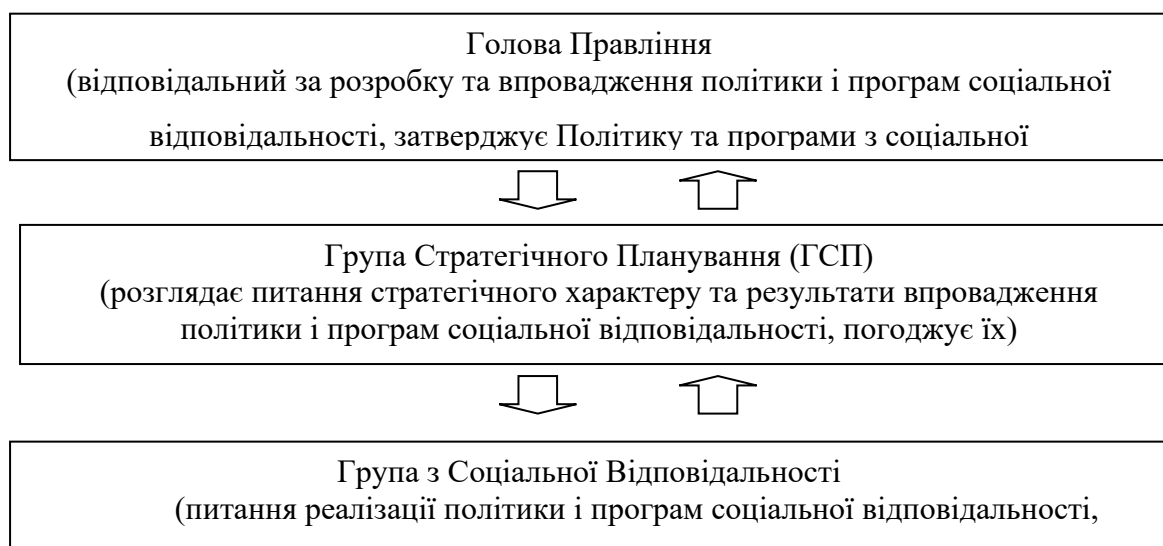 Голова Правління
(відповідальний за розробку та впровадження політики і програм соціальної
відповідальності, затверджує Політику та програми з соціальної
Група Стратегічного Планування (ГСП)
(розглядає питання стратегічного характеру та результати впровадження
політики і програм соціальної відповідальності, погоджує їх)
Група з Соціальної Відповідальності
(питання реалізації політики і програм соціальної відповідальності,